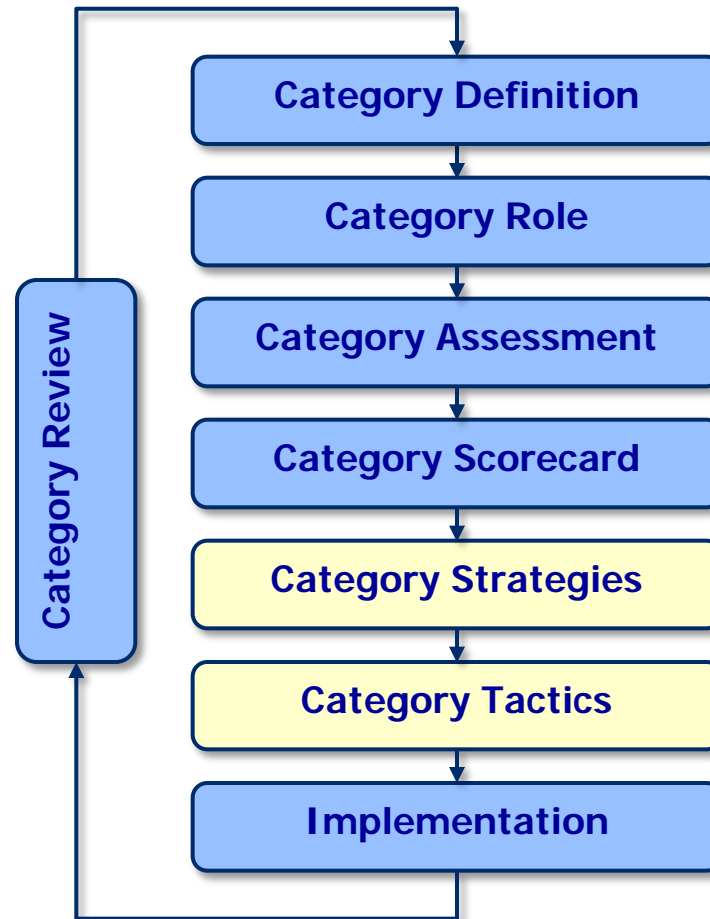 Category Definition
Category Role
Category Assessment
Category Scorecard
Category Strategies
Category Tactics
Implementation
Category Review